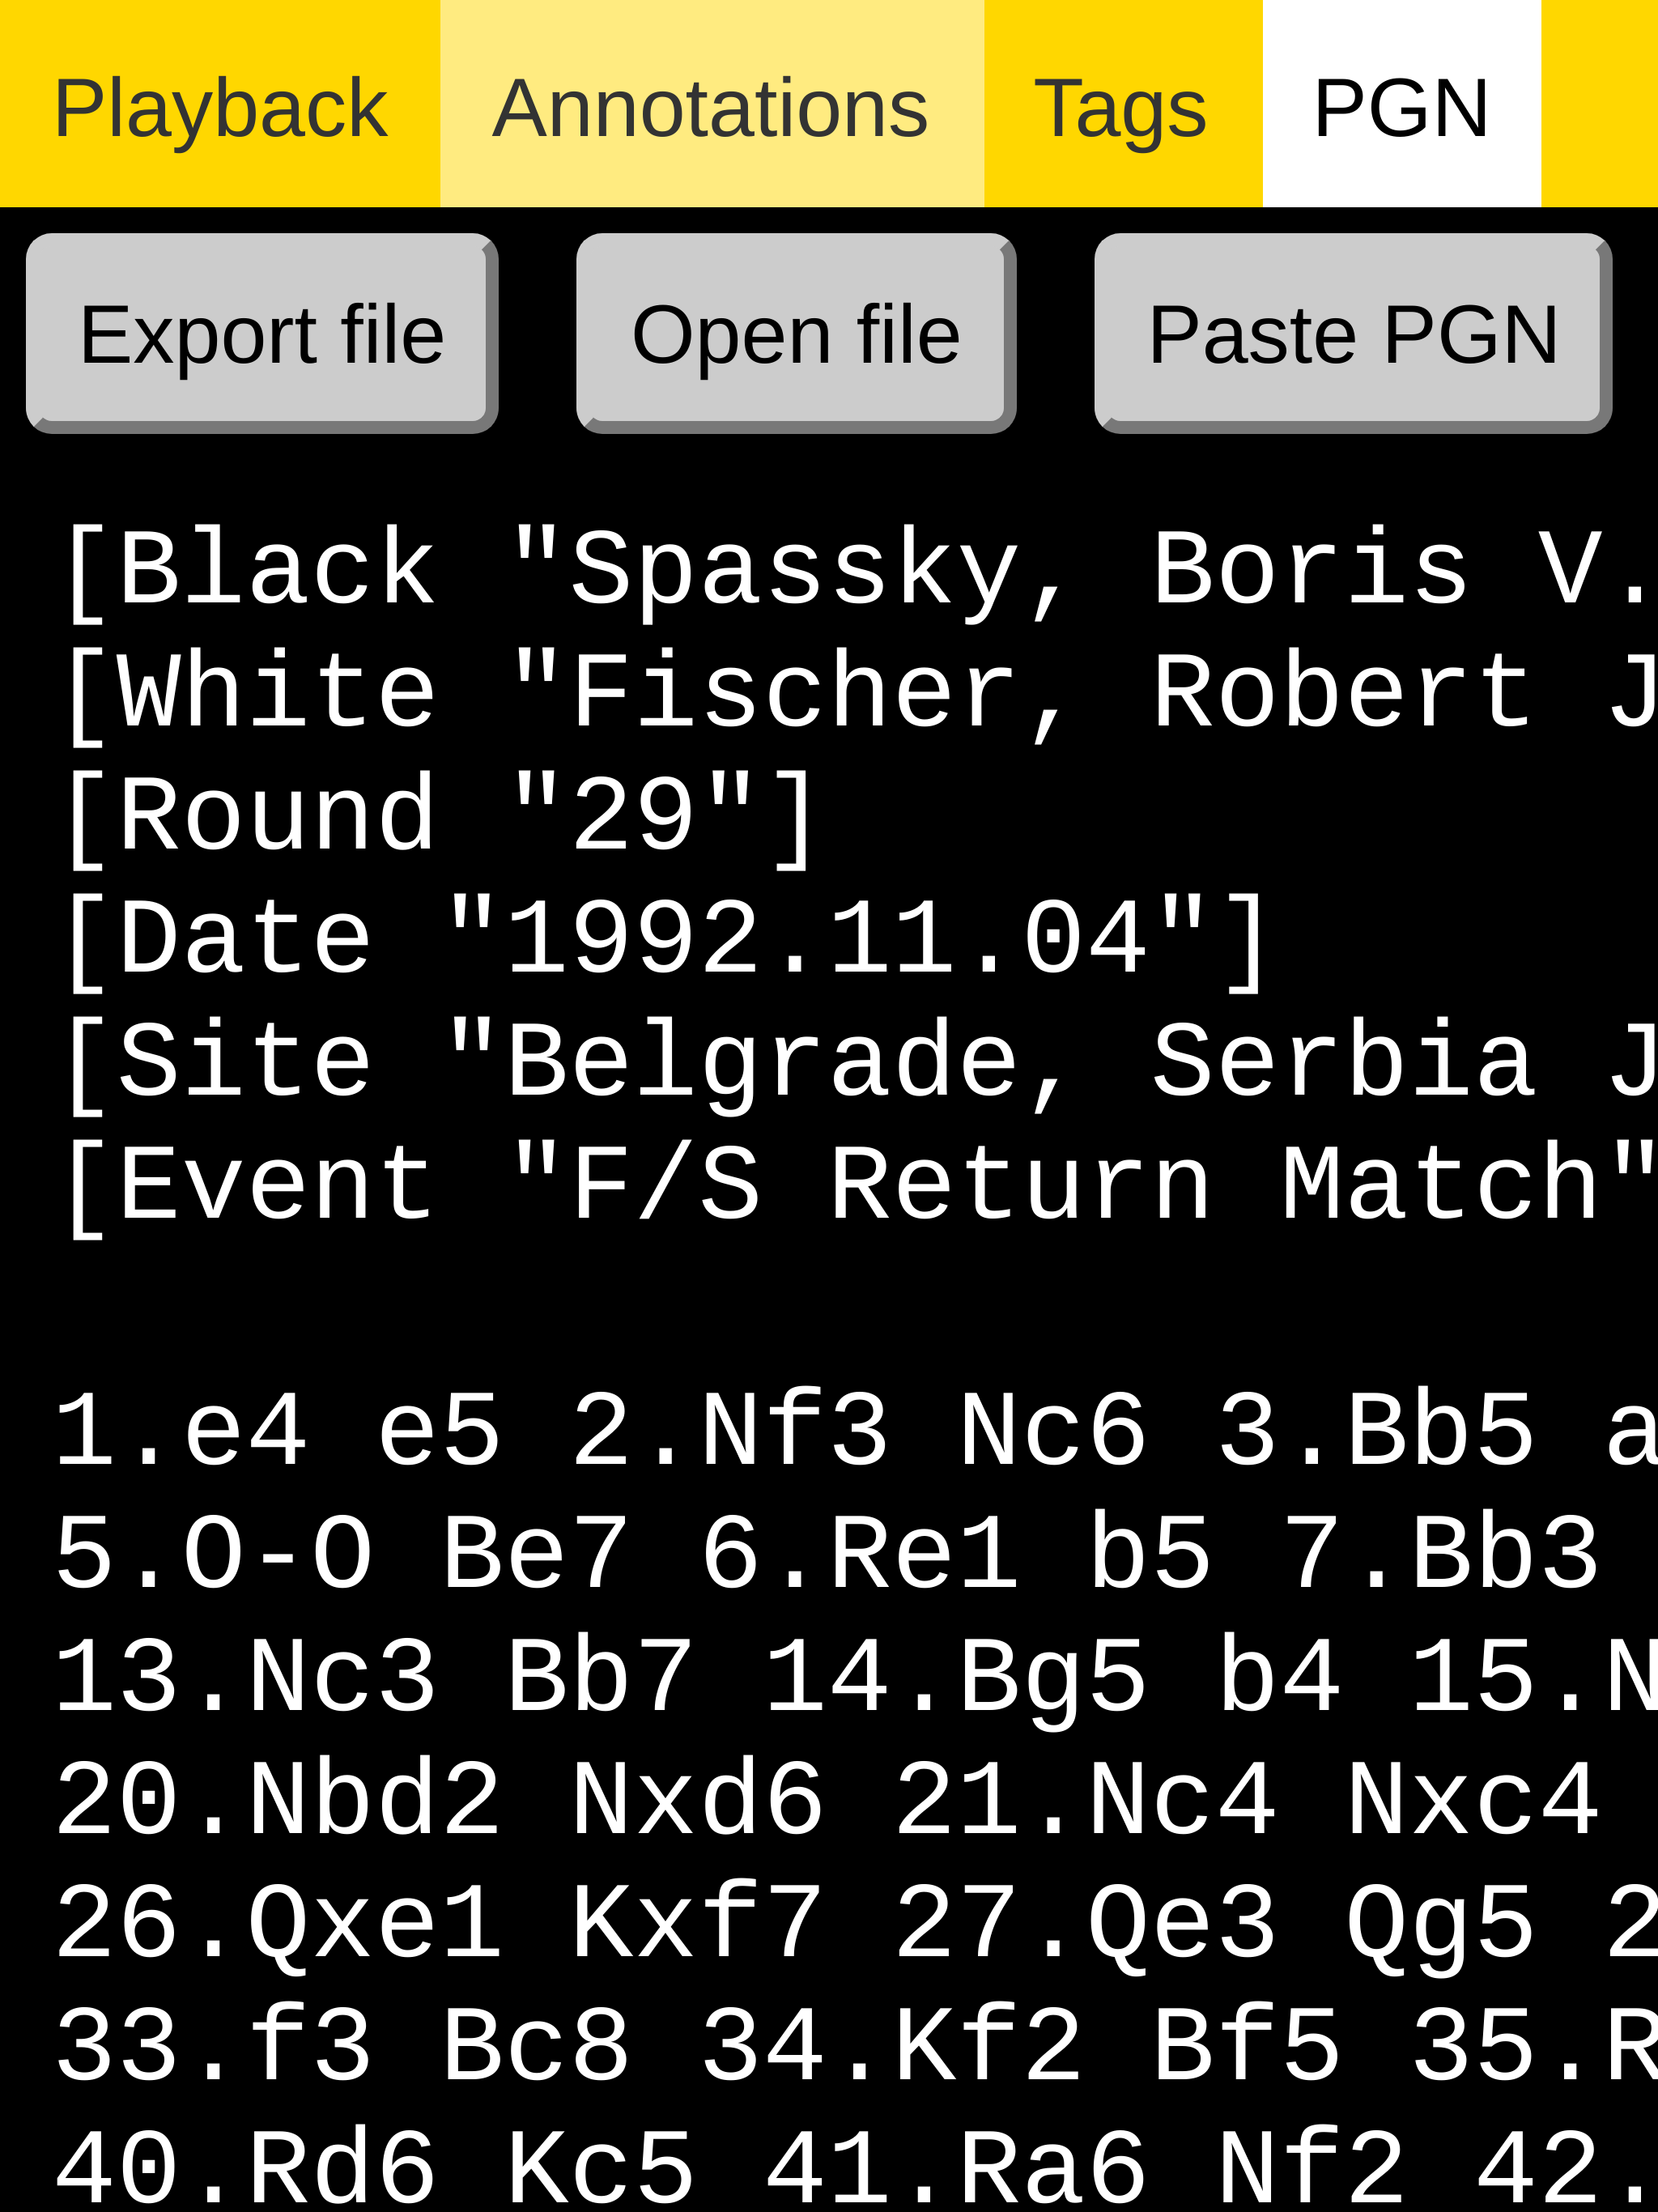 Playback Annotations Tags PGN
Export file Open file Paste PGN
[Black "Spassky, Boris V.
[White "Fischer, Robert J
[Round "29"]
[Date "1992.11.04"]
[Site "Belgrade, Serbia J
[Event "F/S Return Match"
1.e4 e5 2.Nf3 Nc6 3.Bb5 a
5.O-O Be7 6.Re1 b5 7.Bb3
13.Nc3 Bb7 14.Bg5 b4 15.N
20.Nbd2 Nxd6 21.Nc4 Nxc4
26.Qxe1 Kxf7 27.Qe3 Qg5 2
33.f3 Bc8 34.Kf2 Bf5 35.R
40.Rd6 Kc5 41.Ra6 Nf2 42.